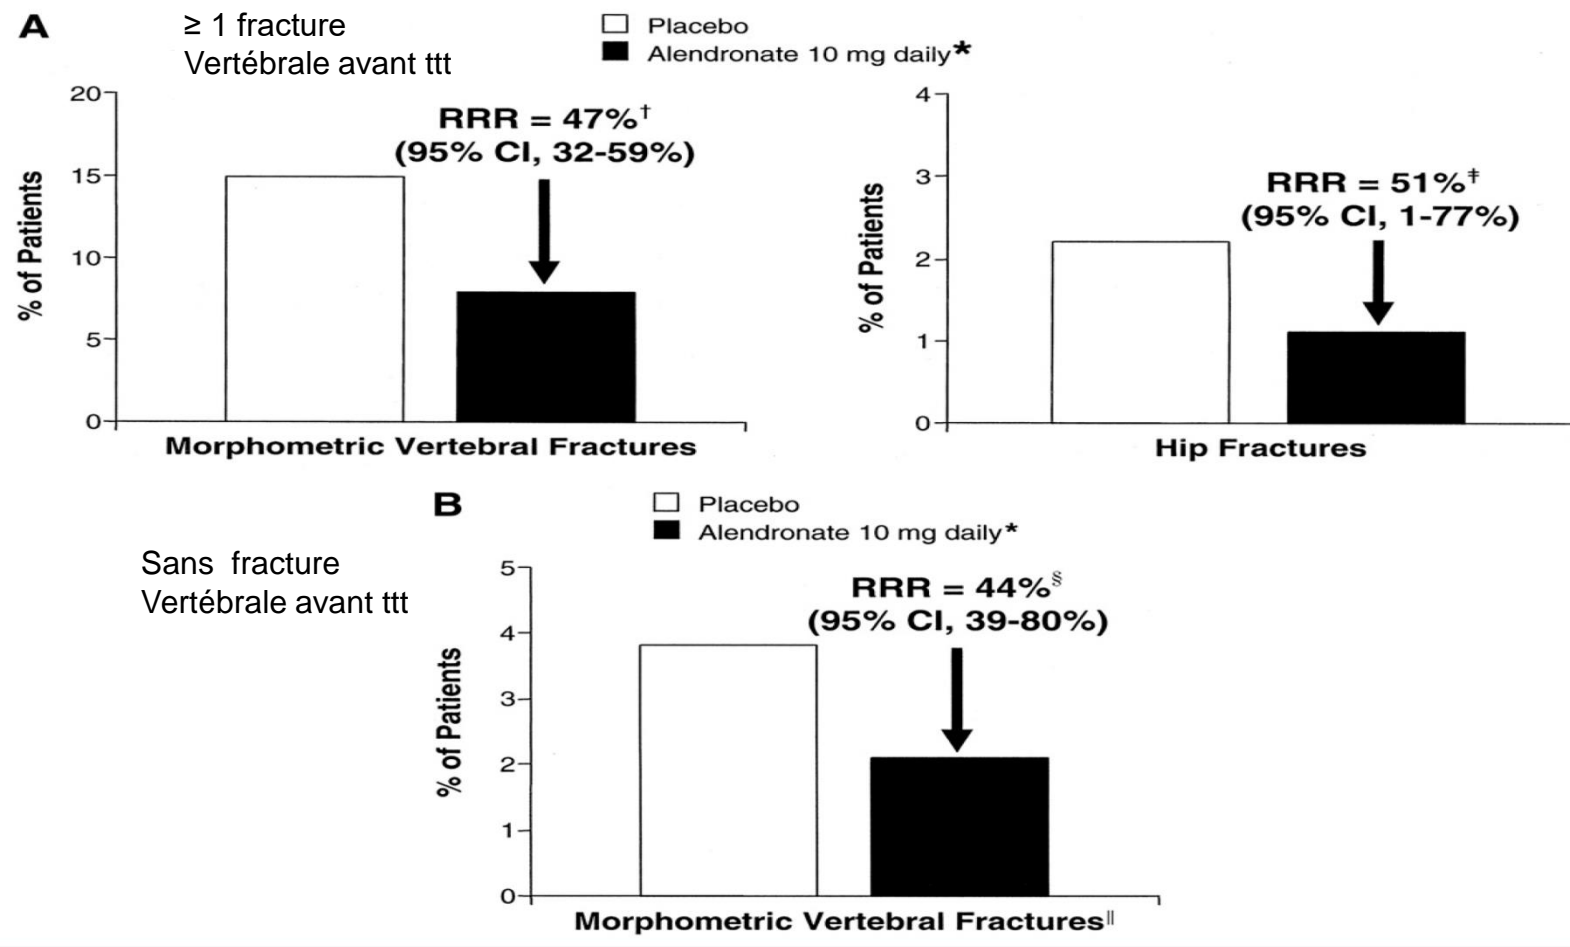 A
≥ 1 fracture
Vertébrale avant ttt
Placebo
Alendronate 10 mg daily*
% of Patients
20
15
10
5
0
RRR = 47%†
(95% CI, 32-59%)
Morphometric Vertebral Fractures
% of Patients
4
3
2
1
0
RRR = 51%‡
(95% CI, 1-77%)
Hip Fractures
B
Sans  fracture
Vertébrale avant ttt
Placebo
Alendronate 10 mg daily*
% of Patients
5
4
3
2
1
0
RRR = 44%§
(95% CI, 39-80%)
Morphometric Vertebral Fractures||